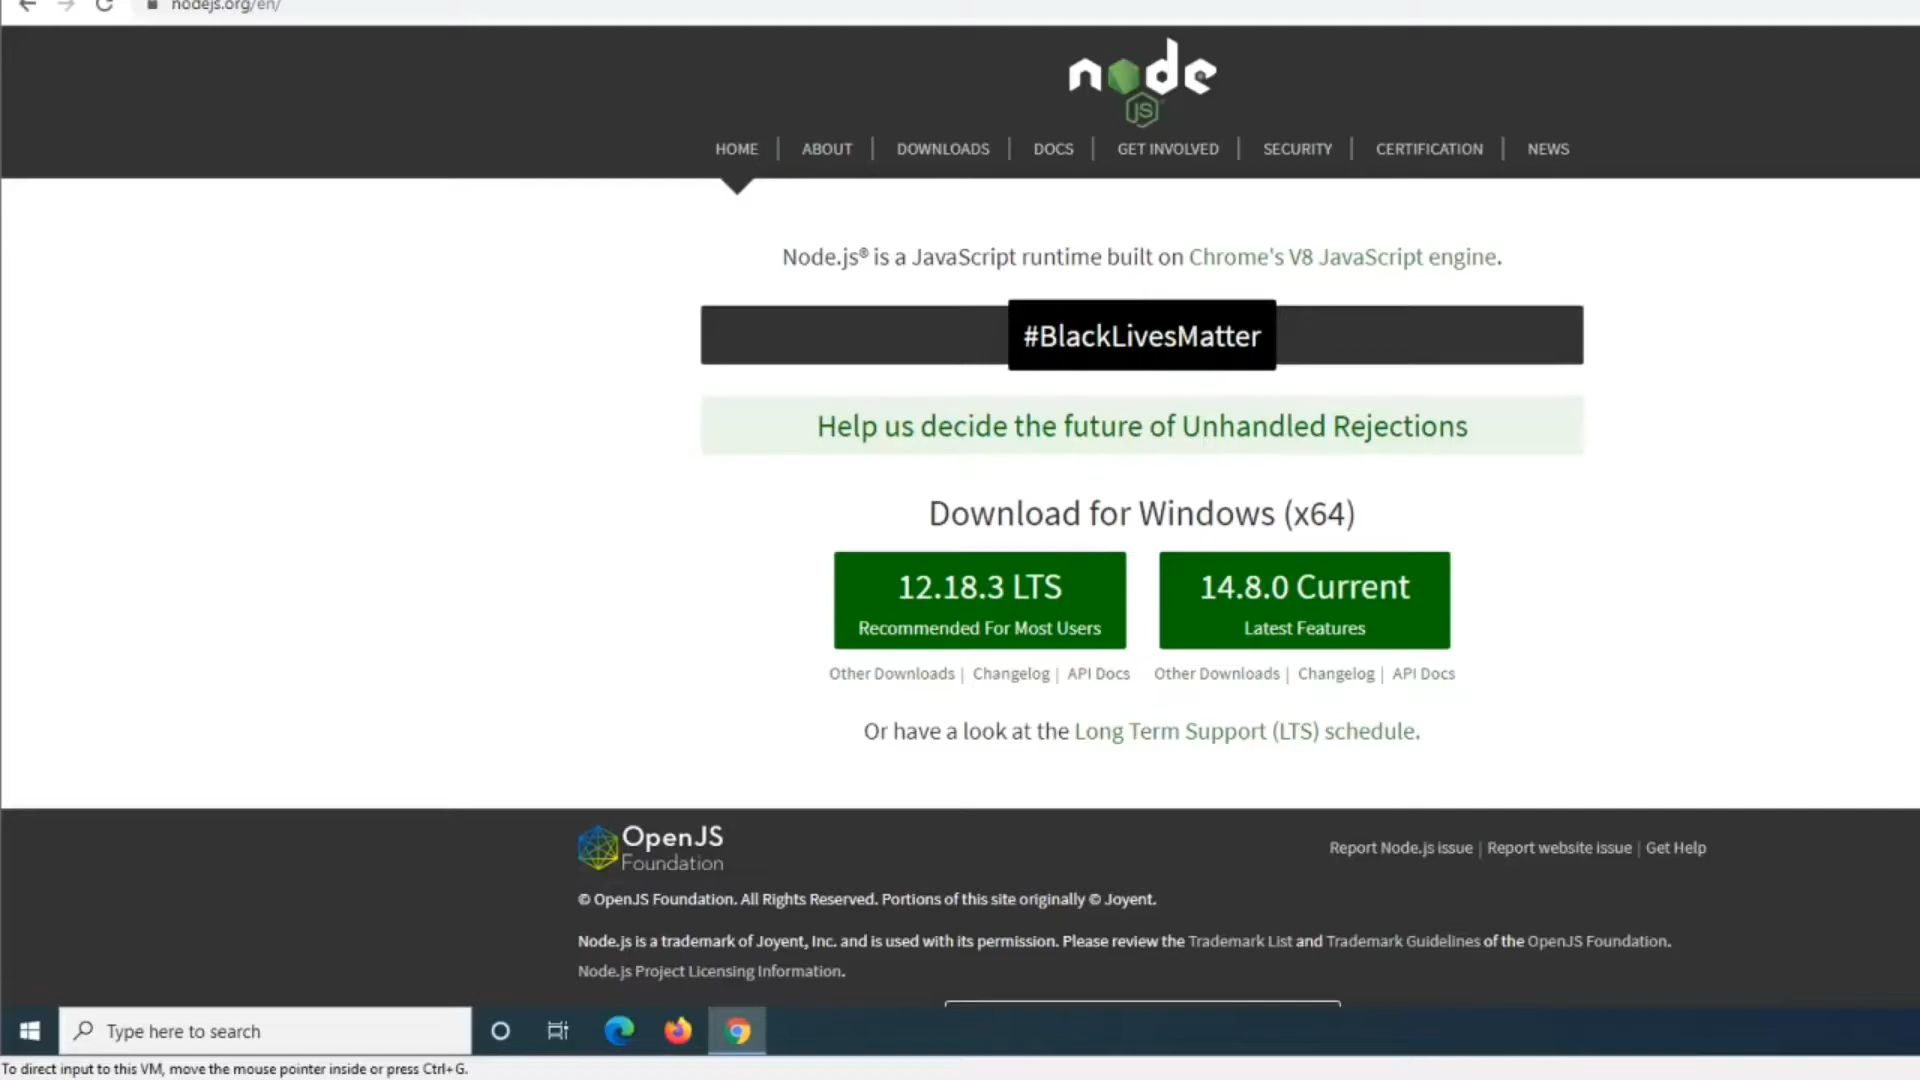 nodejs.org/en/
node
JS
HOME | ABOUT | DOWNLOADS | DOCS | GET INVOLVED | SECURITY | CERTIFICATION | NEWS
Node.js® is a JavaScript runtime built on Chrome's V8 JavaScript engine.
#BlackLivesMatter
Help us decide the future of Unhandled Rejections
Download for Windows (x64)
12.18.3 LTS
Recommended For Most Users
14.8.0 Current
Latest Features
Other Downloads | Changelog | API Docs
Other Downloads | Changelog | API Docs
Or have a look at the Long Term Support (LTS) schedule.
OpenJS
Foundation
Report Node.js issue | Report website issue | Get Help
© OpenJS Foundation. All Rights Reserved. Portions of this site originally © Joyent.
Node.js is a trademark of Joyent, Inc. and is used with its permission. Please review the Trademark List and Trademark Guidelines of the OpenJS Foundation.
Node.js Project Licensing Information.
Type here to search
To direct input to this VM, move the mouse pointer inside or press Ctrl+G.